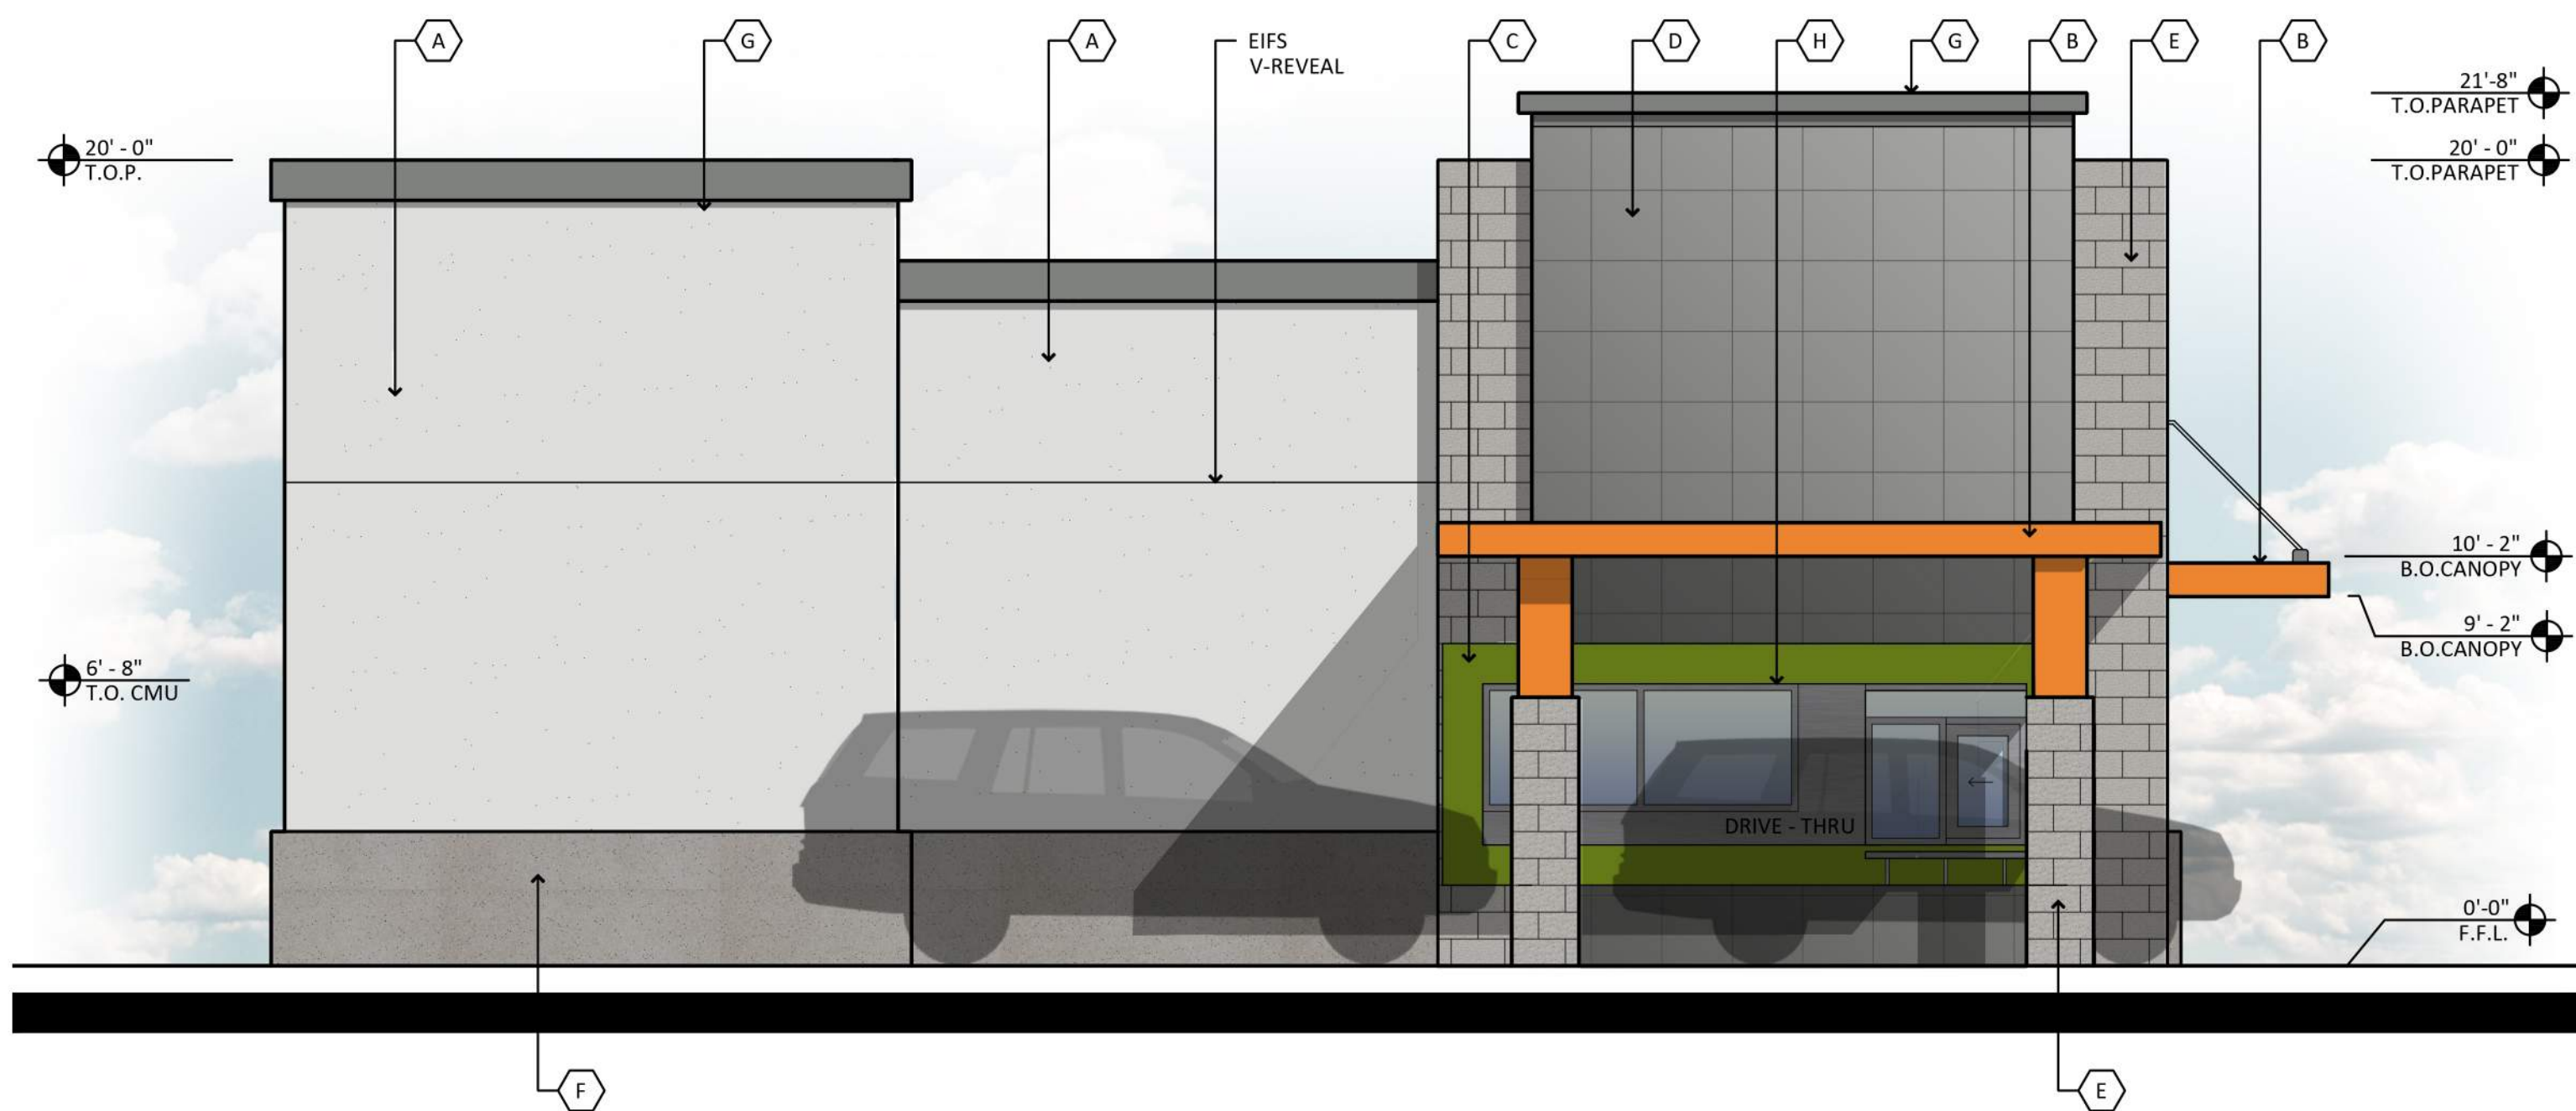 A
G
A
EIFS
V-REVEAL
C
D
H
G
B
E
B
21'-8"
T.O.PARAPET
20' - 0"
T.O.P.
20' - 0"
T.O.PARAPET
10' - 2"
B.O.CANOPY
9' - 2"
B.O.CANOPY
6' - 8"
T.O. CMU
DRIVE - THRU
0'-0"
F.F.L.
F
E